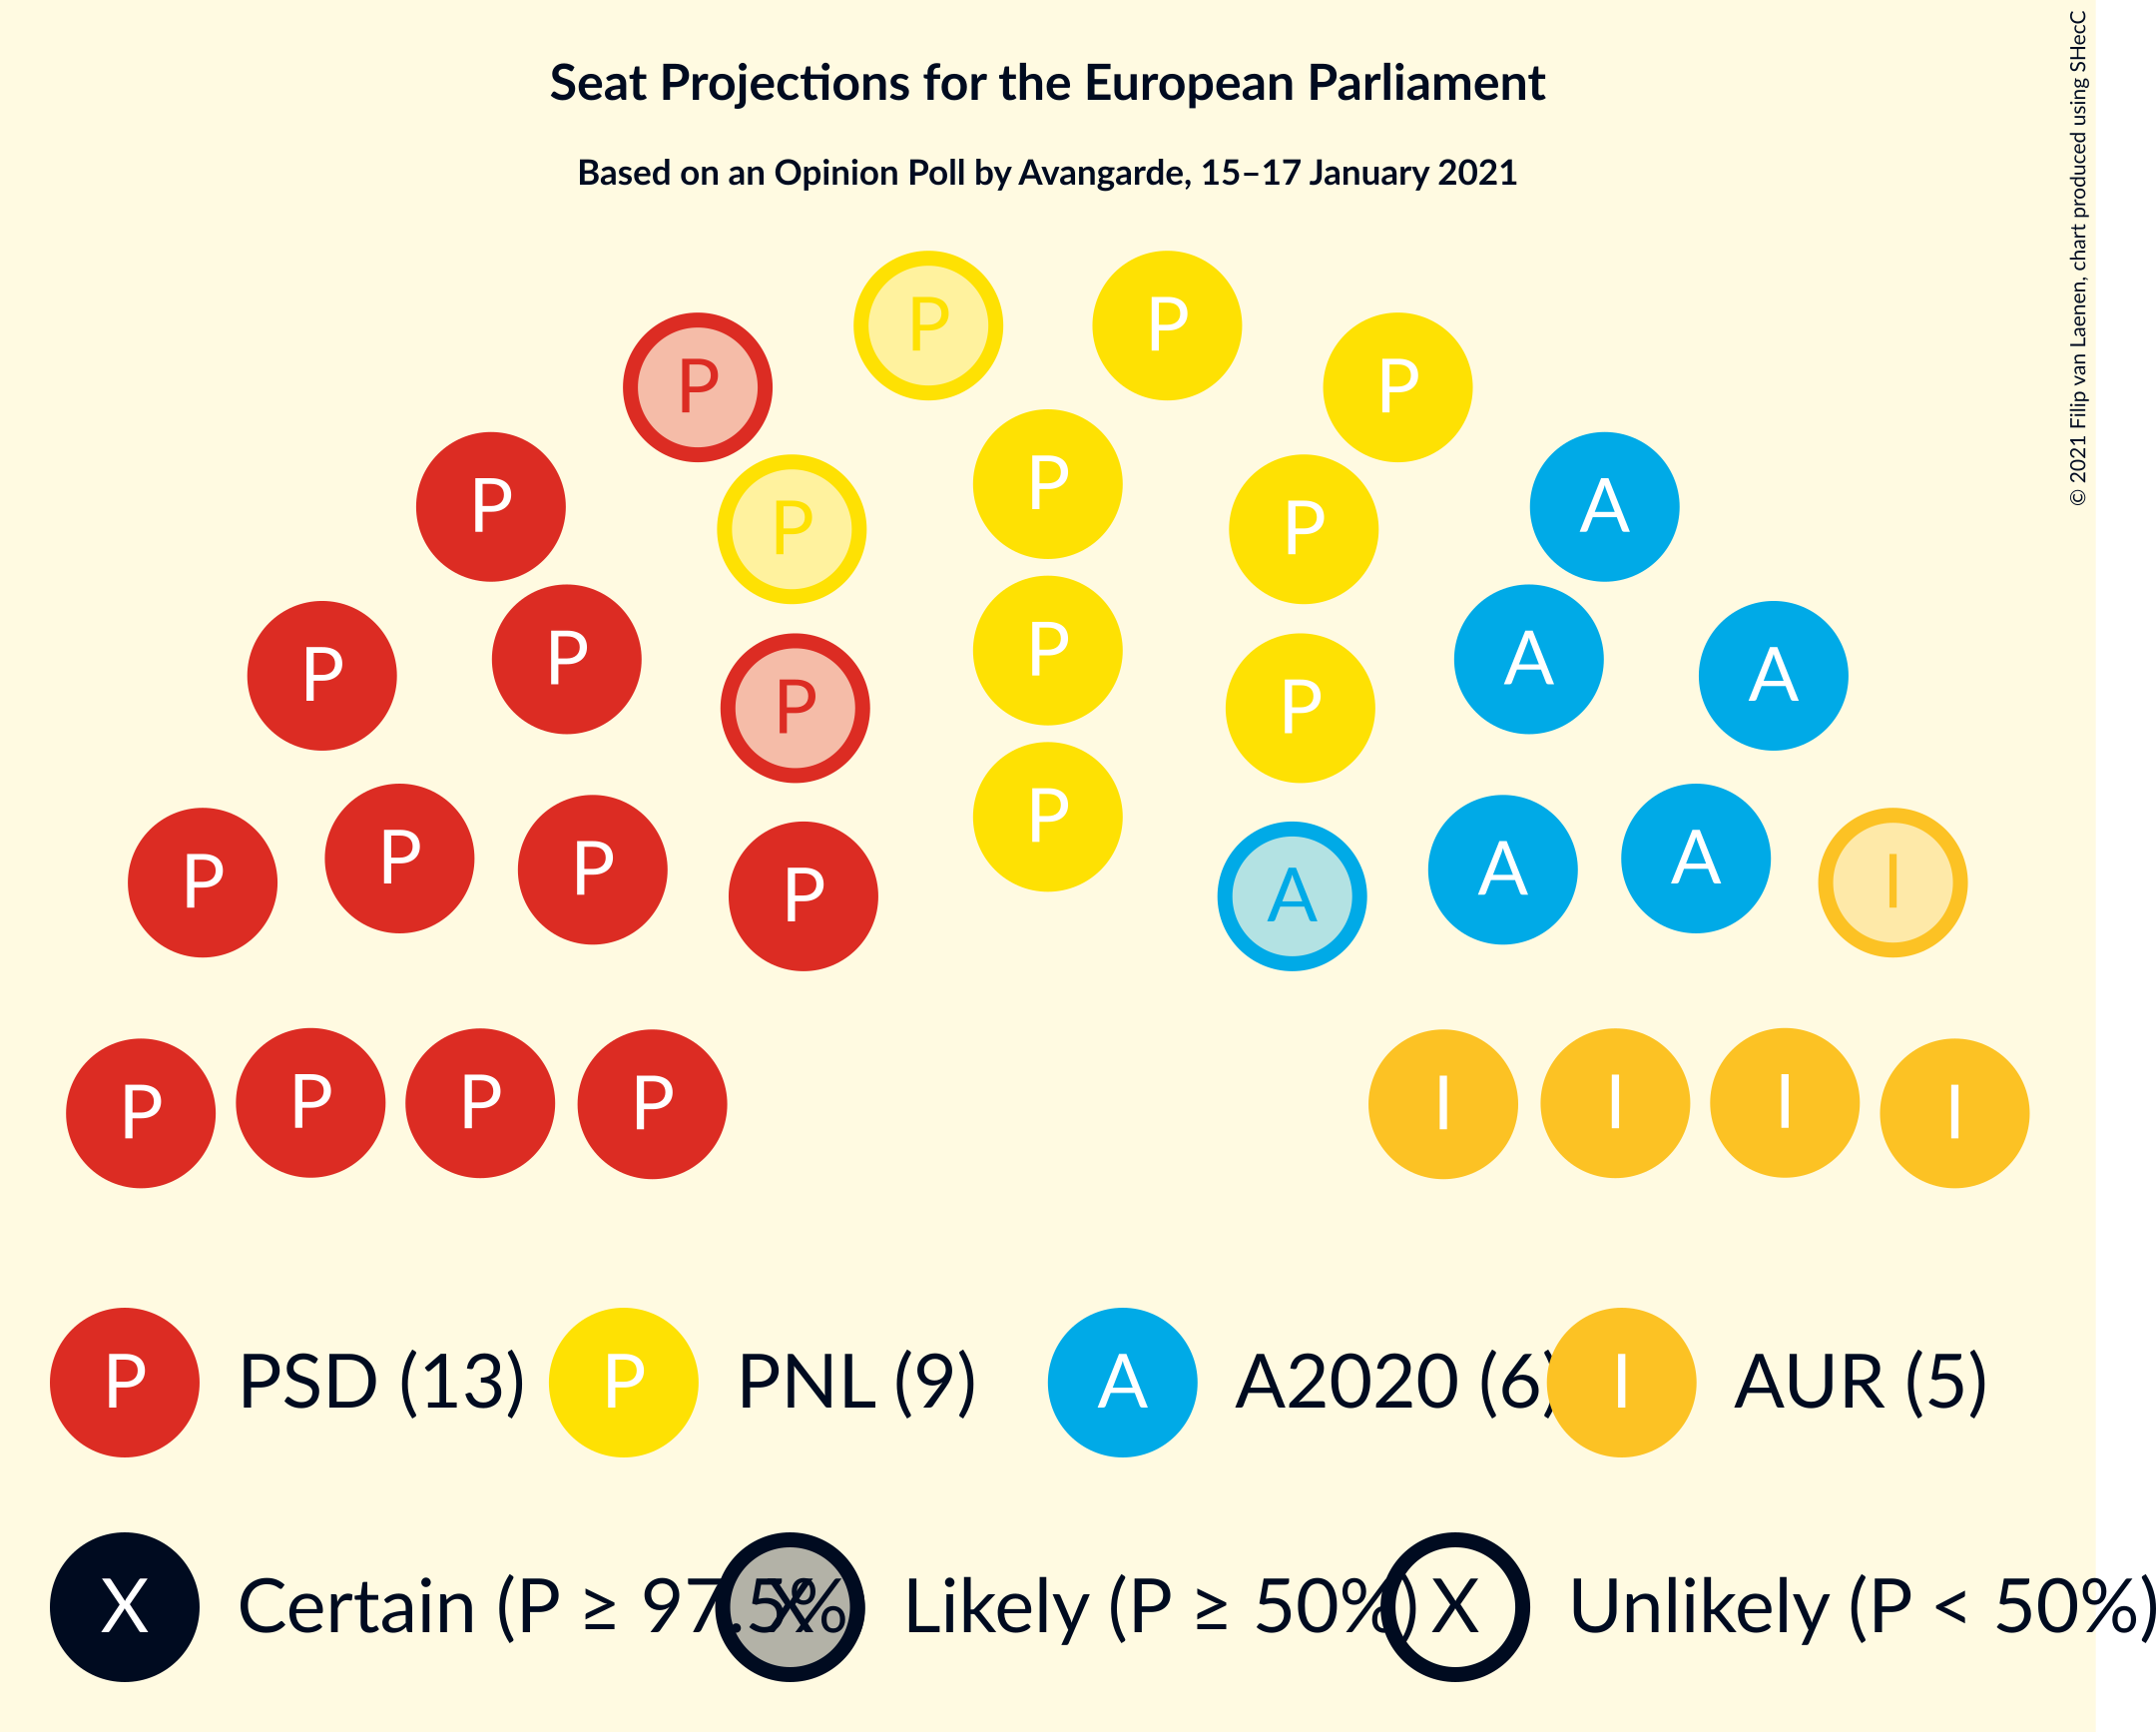 Seat Projections for the European Parliament
Based on an Opinion Poll by Avangarde, 15–17 January 2021
© 2021 Filip van Laenen, chart produced using SHecC
P P P
P P
P P P A
P P A A
P P P P A
P P P P A A I
P P A
P P P P I I I I
P PSD (13) P PNL (9) A A2020 (6) I AUR (5)
X Certain (P ≥ 97.5% X Likely (P ≥ 50%) X Unlikely (P < 50%)